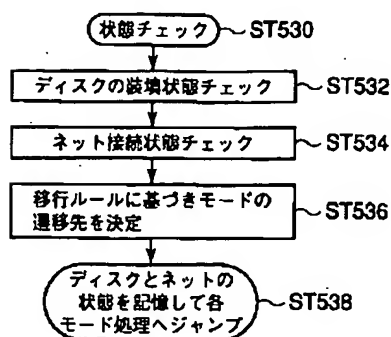 状態チェック ST530
ディスクの装填状態チェック ST532
ネット接続状態チェック ST534
移行ルールに基づきモードの
遷移先を決定 ST536
ディスクとネットの
状態を記憶して各
モード処理へジャンプ ST538